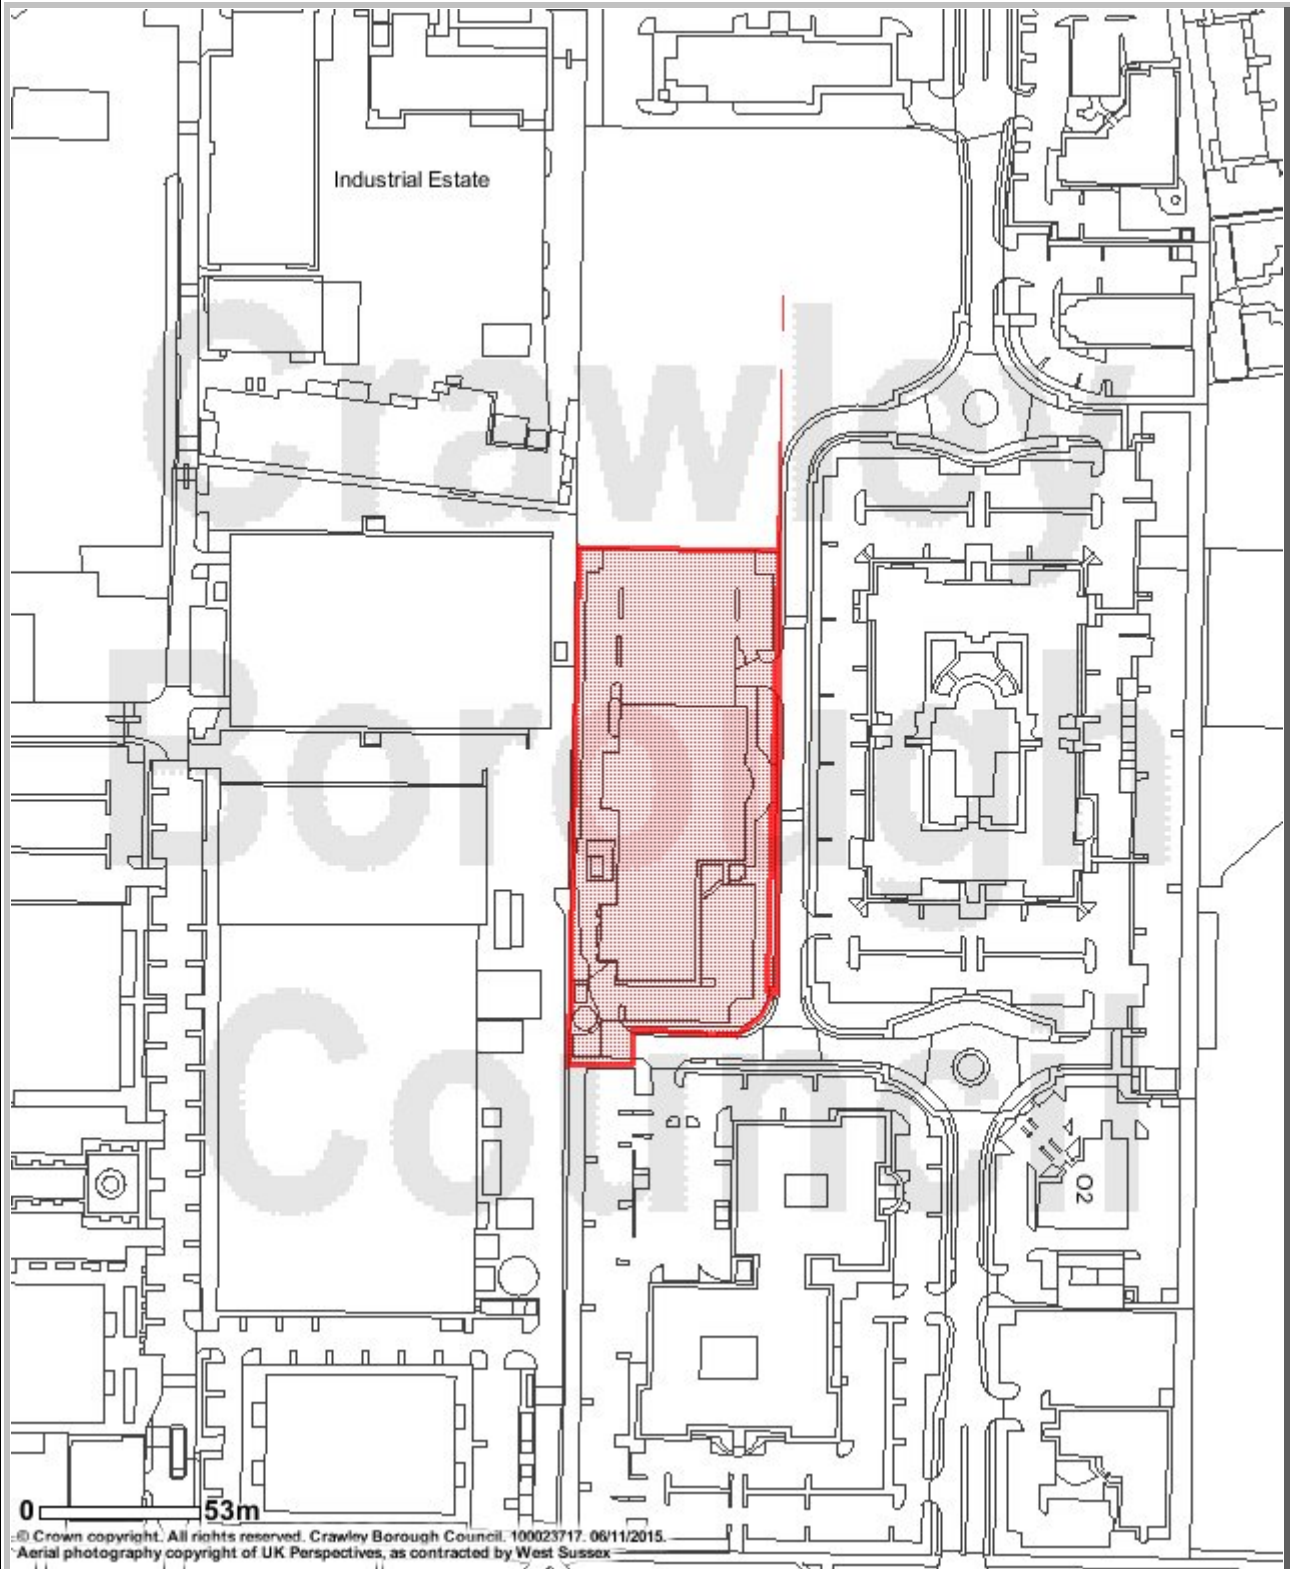 Industrial Estate
Crawley
Borough
Council
O2
0 53m
© Crown copyright. All rights reserved. Crawley Borough Council. 100023717. 06/11/2015.
Aerial photography copyright of UK Perspectives, as contracted by West Sussex